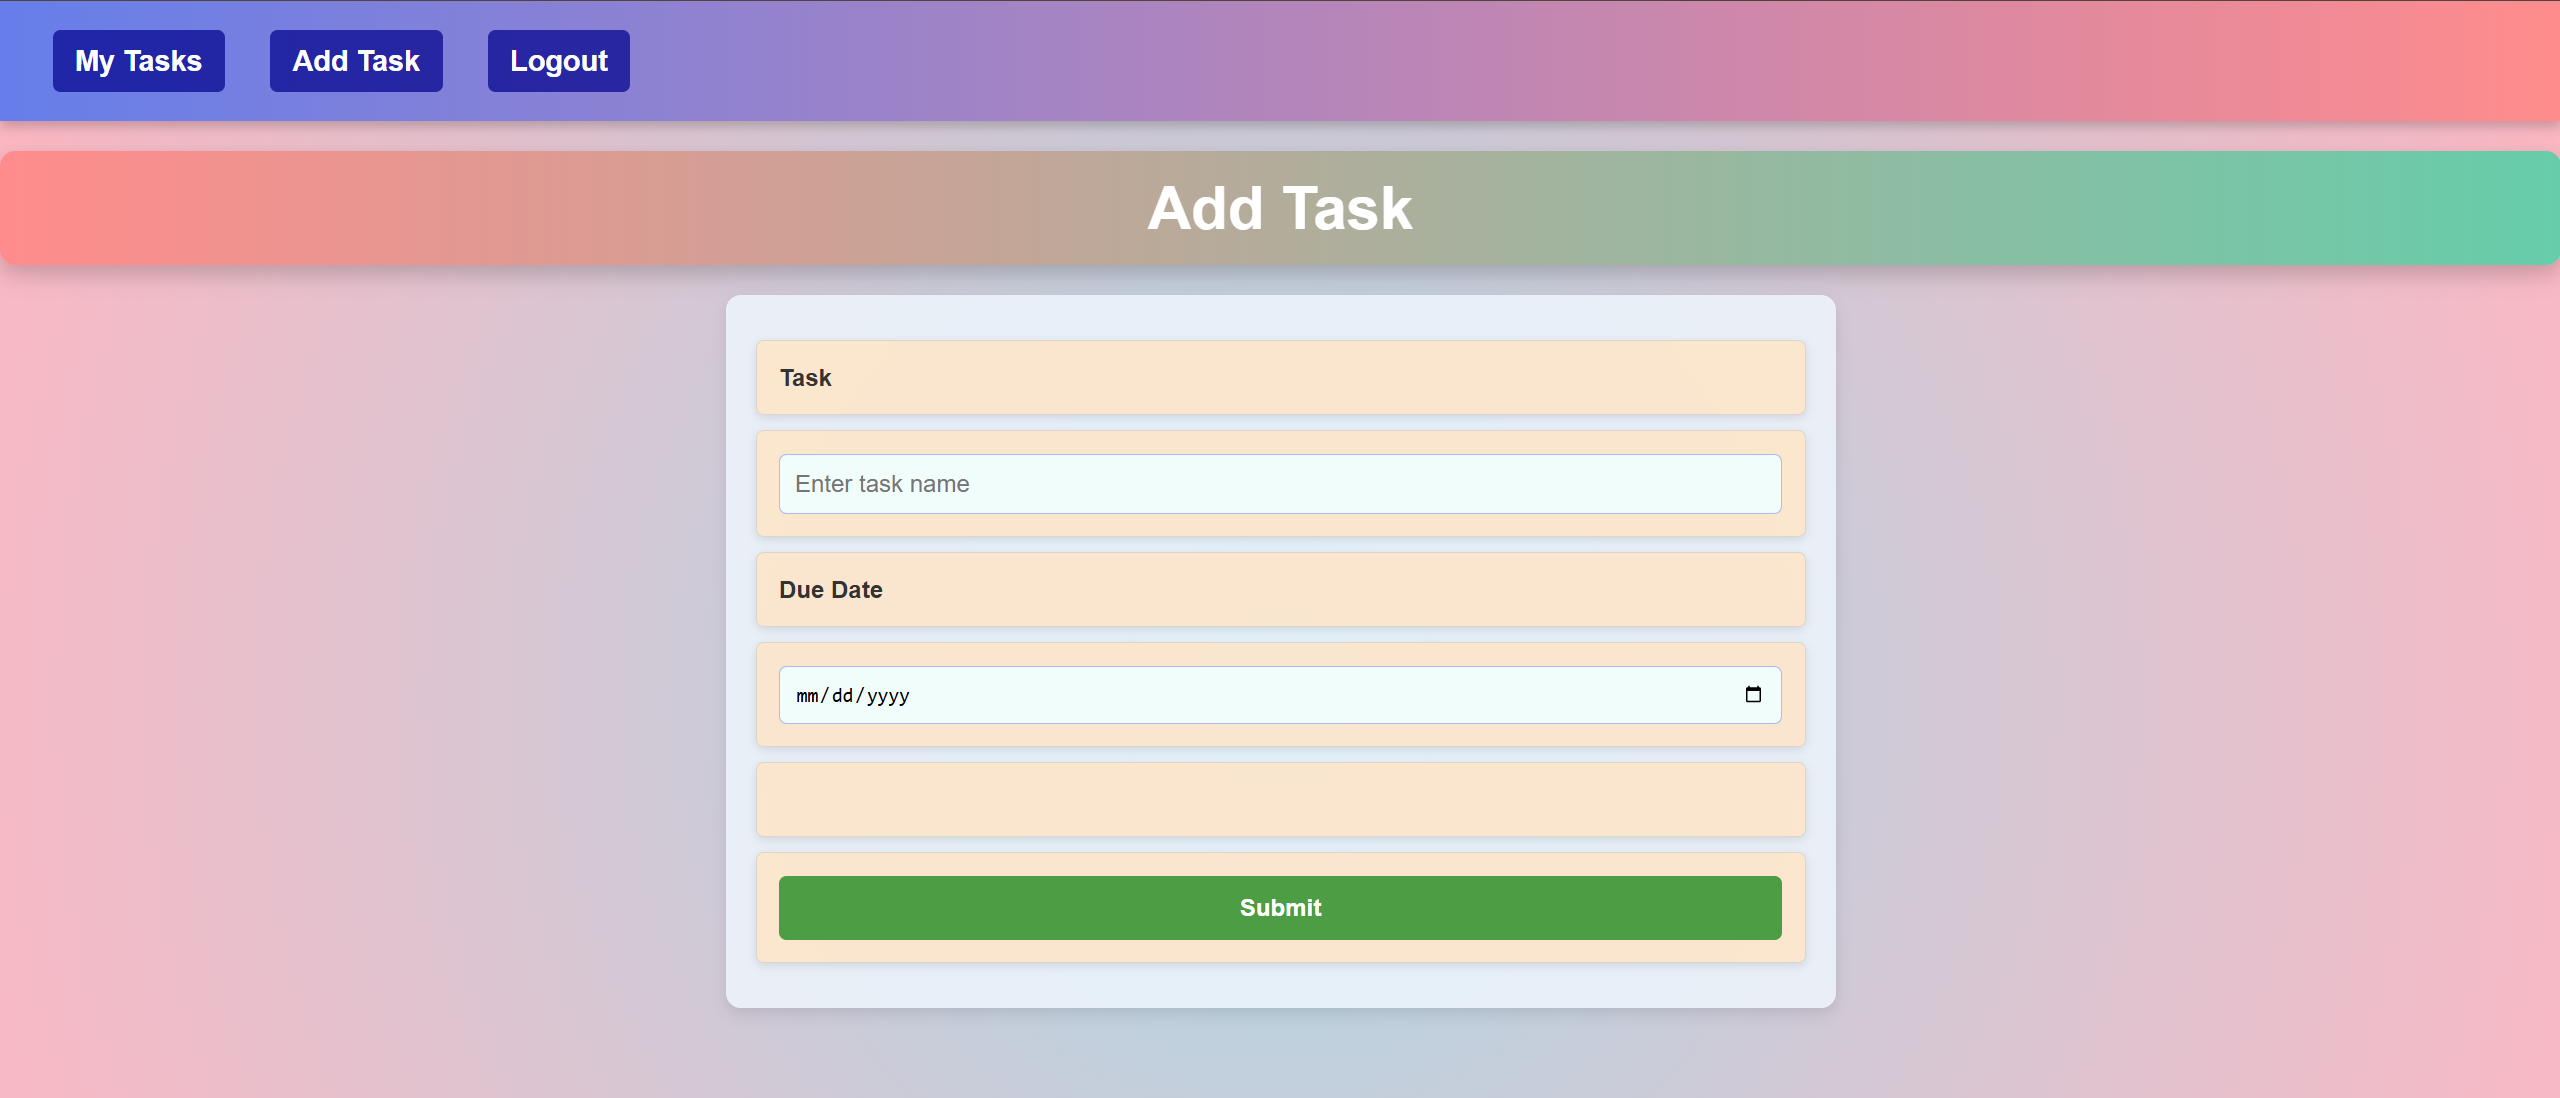 My Tasks Add Task Logout
Add Task
Task
Enter task name
Due Date
mm/dd/yyyy
Submit